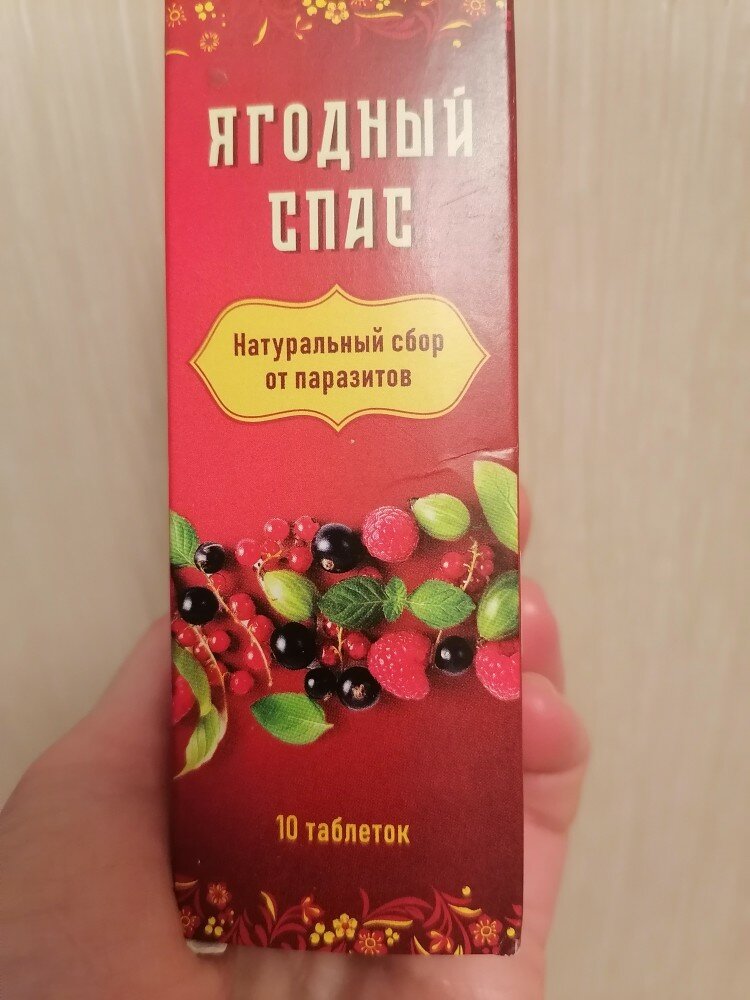 ЯГОДНЫЙ
СПАС
Натуральный сбор
от паразитов
10 таблеток